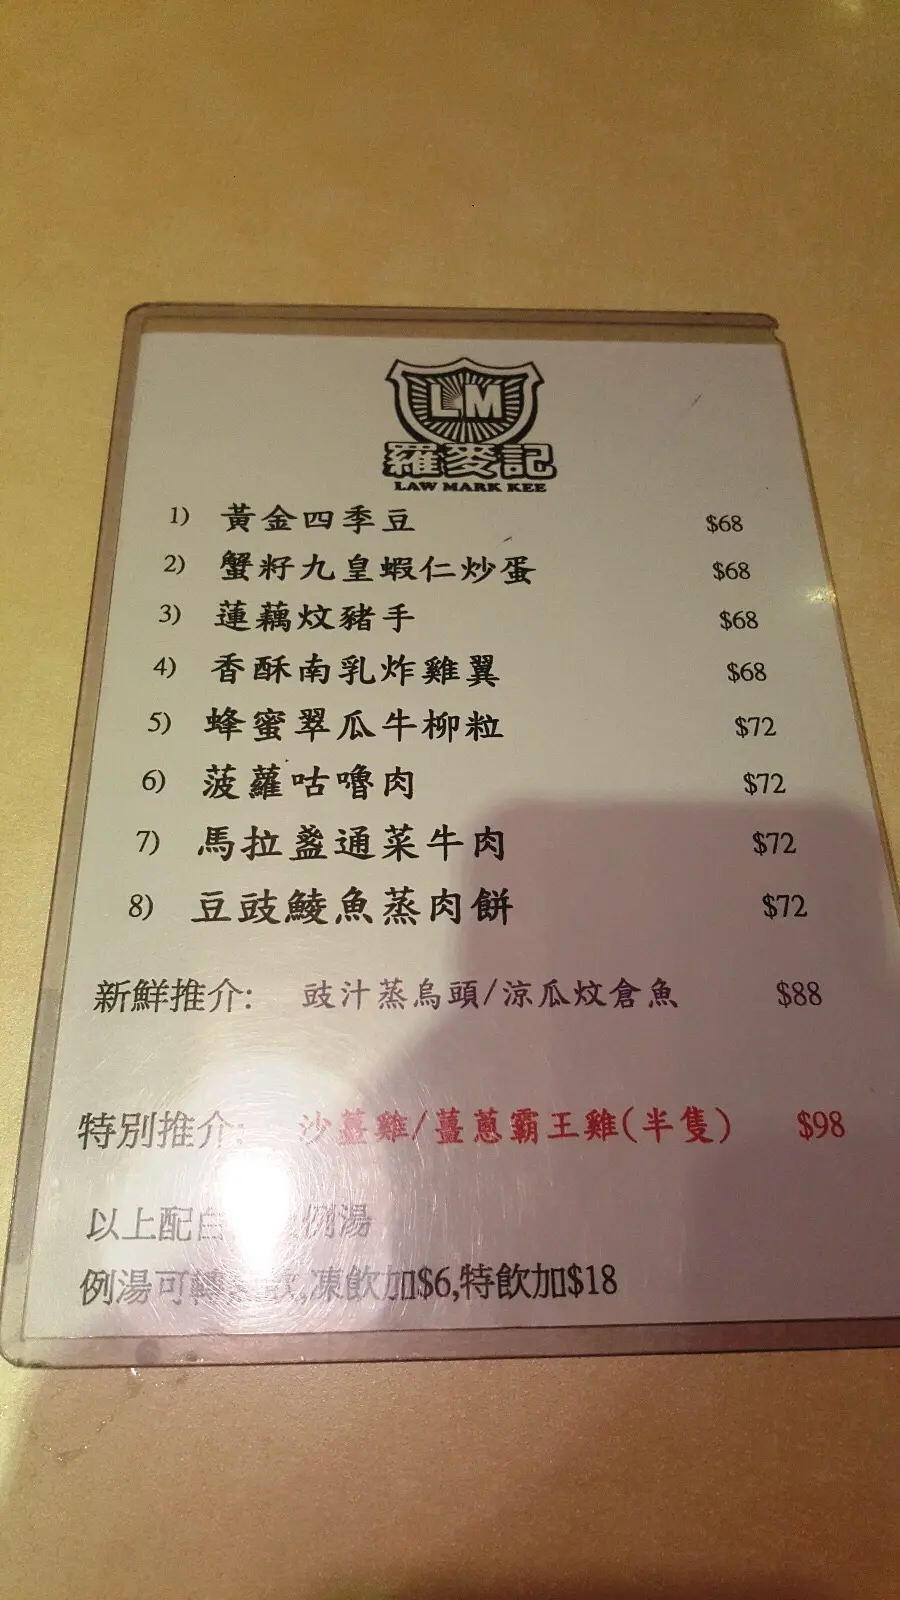 LM
羅麥記
LAW MARK KEE
1) 黃金四季豆 $68
2) 蟹籽九皇蝦仁炒蛋 $68
3) 蓮藕炆豬手 $68
4) 香酥南乳炸雞翼 $68
5) 蜂蜜翠瓜牛柳粒 $72
6) 菠蘿咕嚕肉 $72
7) 馬拉盞通菜牛肉 $72
8) 豆豉鯪魚蒸肉餅 $72
新鮮推介: 豉汁蒸烏頭/涼瓜炆倉魚 $88
特別推介: 沙薑雞/薑蔥霸王雞(半隻) $98
以上配白 例湯
例湯可轉 飲,凍飲加$6,特飲加$18